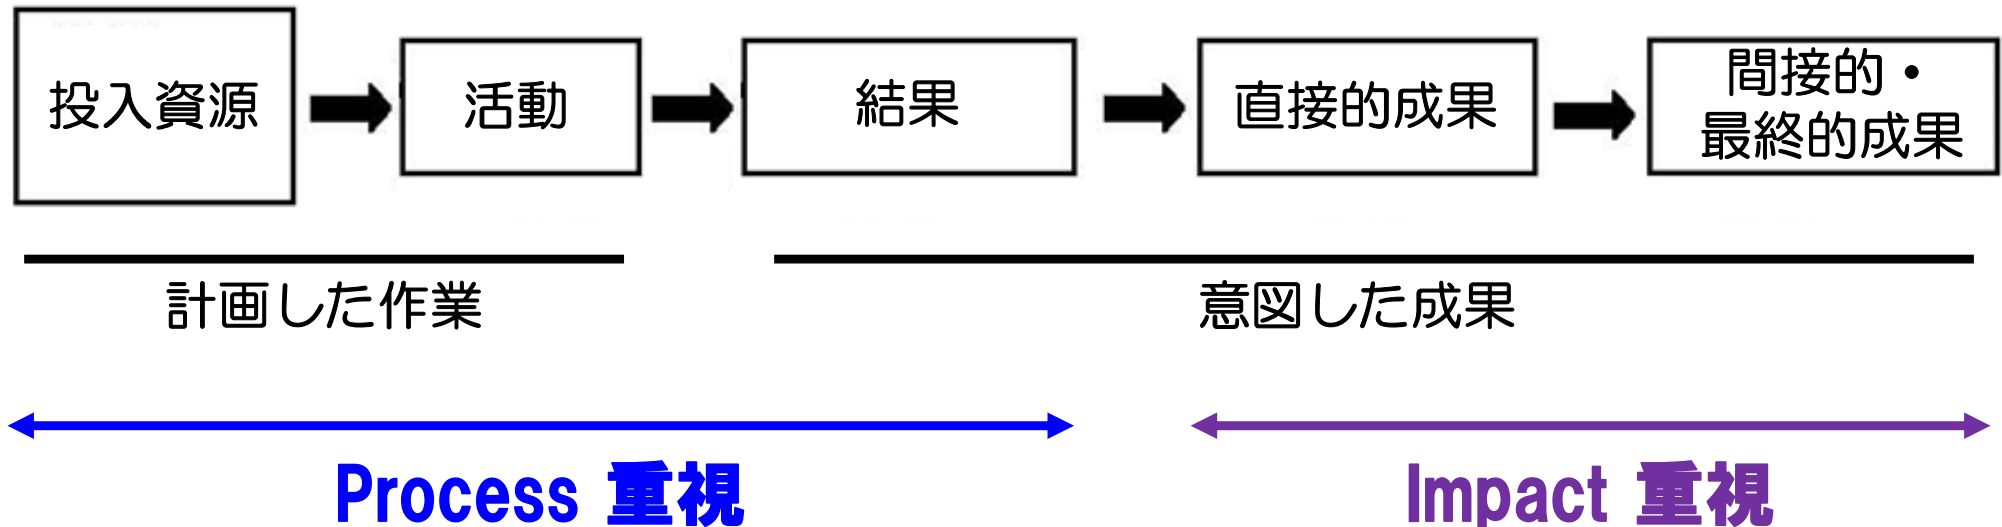 投入資源
活動
結果
直接的成果
間接的・
最終的成果
計画した作業
意図した成果
Process 重視
Impact 重視